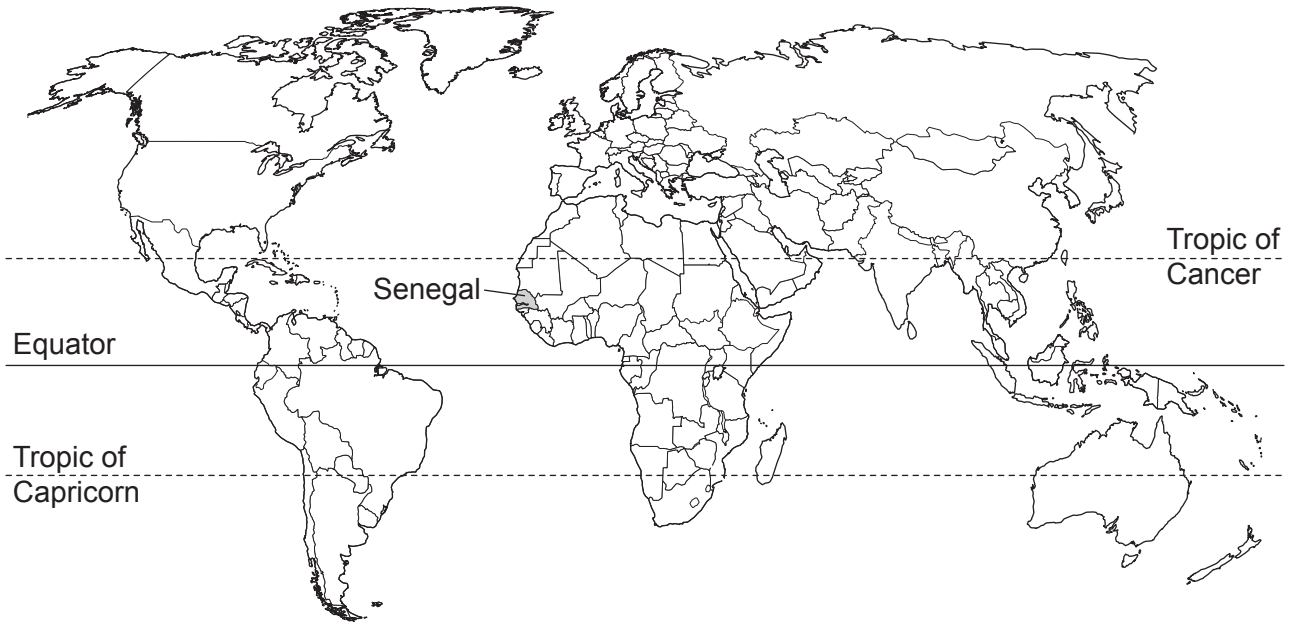 Tropic of
Cancer
Senegal
Equator
Tropic of
Capricorn